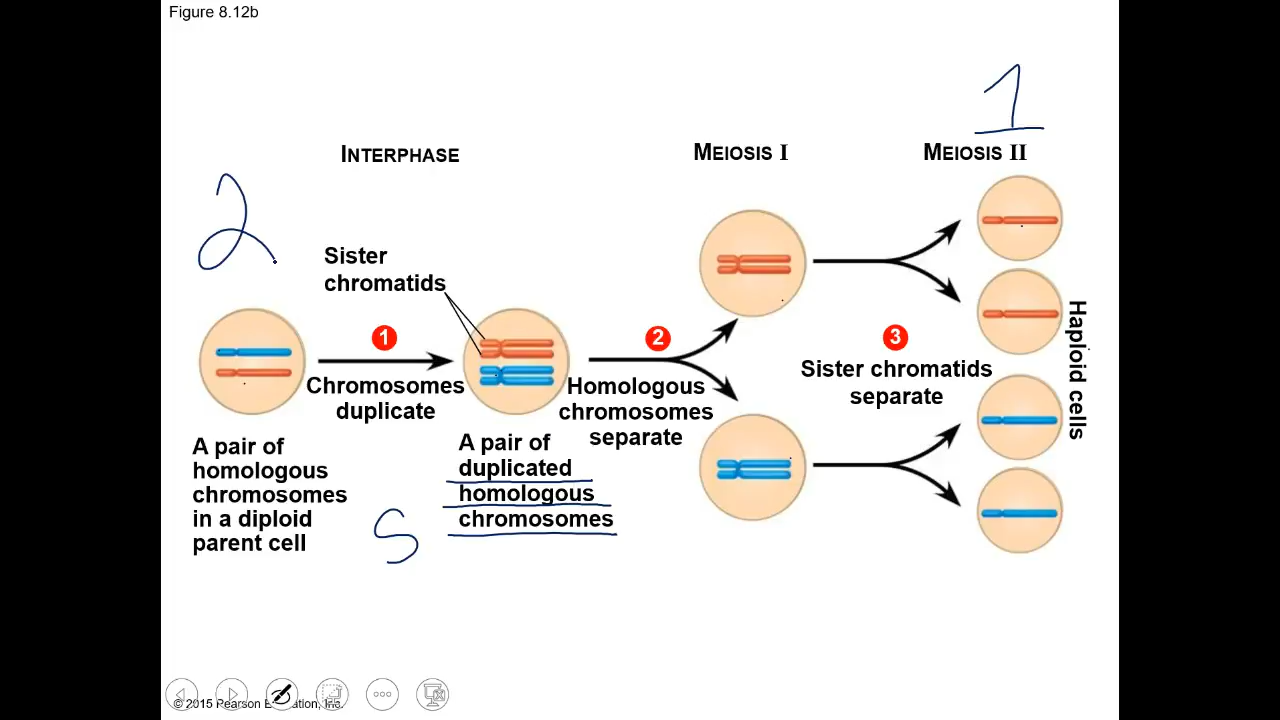 Figure 8.12b
1
INTERPHASE
MEIOSIS I
MEIOSIS II
2
Sister
chromatids
1
Chromosomes
duplicate
2
Homologous
chromosomes
separate
3
Sister chromatids
separate
Haploid cells
A pair of
homologous
chromosomes
in a diploid
parent cell
A pair of
duplicated
homologous
chromosomes
S
© 2015 Pearson Education, Inc.